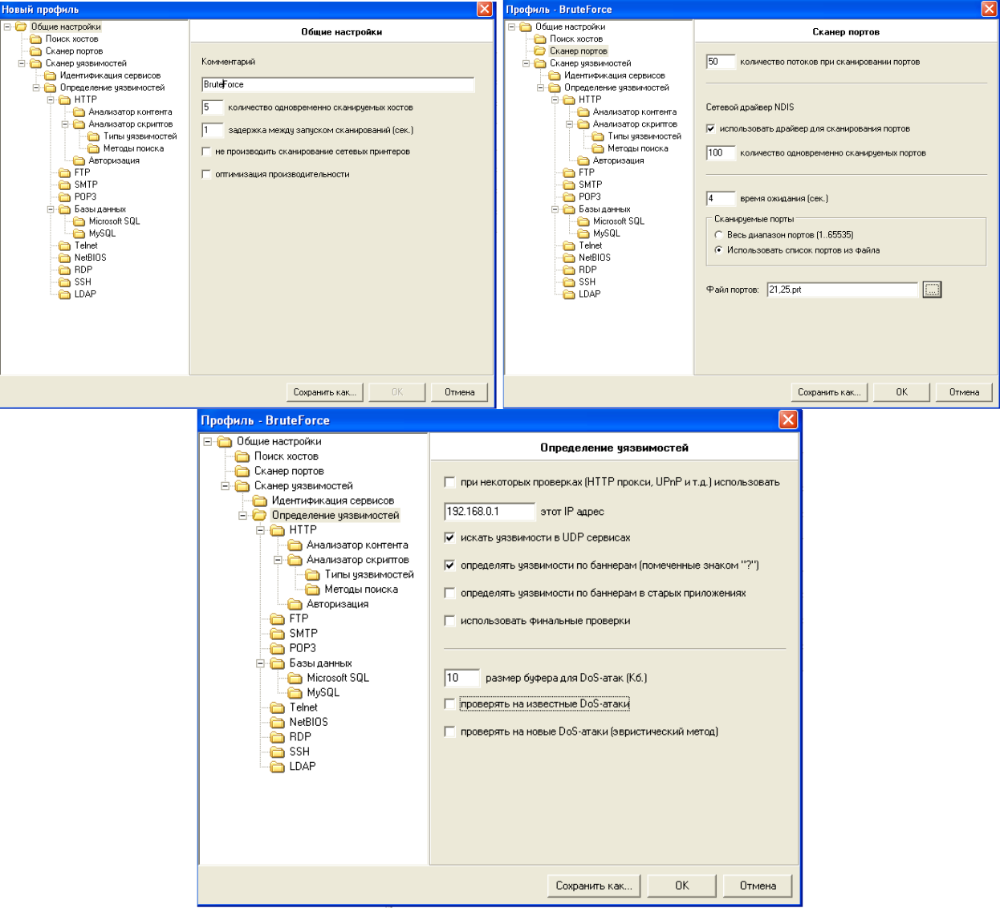 Новый профиль
Общие настройки
Поиск хостов
Сканер портов
Сканер уязвимостей
Идентификация сервисов
Определение уязвимостей
HTTP
Анализатор контента
Анализатор скриптов
Типы уязвимостей
Методы поиска
Авторизация
FTP
SMTP
POP3
Базы данных
Microsoft SQL
MySQL
Telnet
NetBIOS
RDP
SSH
LDAP
Общие настройки
Комментарий
BruteForce
5 количество одновременно сканируемых хостов
1 задержка между запуском сканирований (сек.)
не производить сканирование сетевых принтеров
оптимизация производительности
Сохранить как... OK Отмена
Профиль - BruteForce
Общие настройки
Поиск хостов
Сканер портов
Сканер уязвимостей
Идентификация сервисов
Определение уязвимостей
HTTP
Анализатор контента
Анализатор скриптов
Типы уязвимостей
Методы поиска
Авторизация
FTP
SMTP
POP3
Базы данных
Microsoft SQL
MySQL
Telnet
NetBIOS
RDP
SSH
LDAP
Сканер портов
50 количество потоков при сканировании портов
Сетевой драйвер NDIS
использовать драйвер для сканирования портов
100 количество одновременно сканируемых портов
4 время ожидания (сек.)
Сканируемые порты
Весь диапазон портов (1..65535)
Использовать список портов из файла
Файл портов: 21,25.prt ...
Сохранить как... OK Отмена
Профиль - BruteForce
Общие настройки
Поиск хостов
Сканер портов
Сканер уязвимостей
Идентификация сервисов
Определение уязвимостей
HTTP
Анализатор контента
Анализатор скриптов
Типы уязвимостей
Методы поиска
Авторизация
FTP
SMTP
POP3
Базы данных
Microsoft SQL
MySQL
Telnet
NetBIOS
RDP
SSH
LDAP
Определение уязвимостей
при некоторых проверках (HTTP прокси, UPnP и т.д.) использовать
192.168.0.1 этот IP адрес
искать уязвимости в UDP сервисах
определять уязвимости по баннерам (помеченные знаком "?")
определять уязвимости по баннерам в старых приложениях
использовать финальные проверки
10 размер буфера для DoS-атак (Кб.)
проверять на известные DoS-атаки
проверять на новые DoS-атаки (эвристический метод)
Сохранить как... OK Отмена